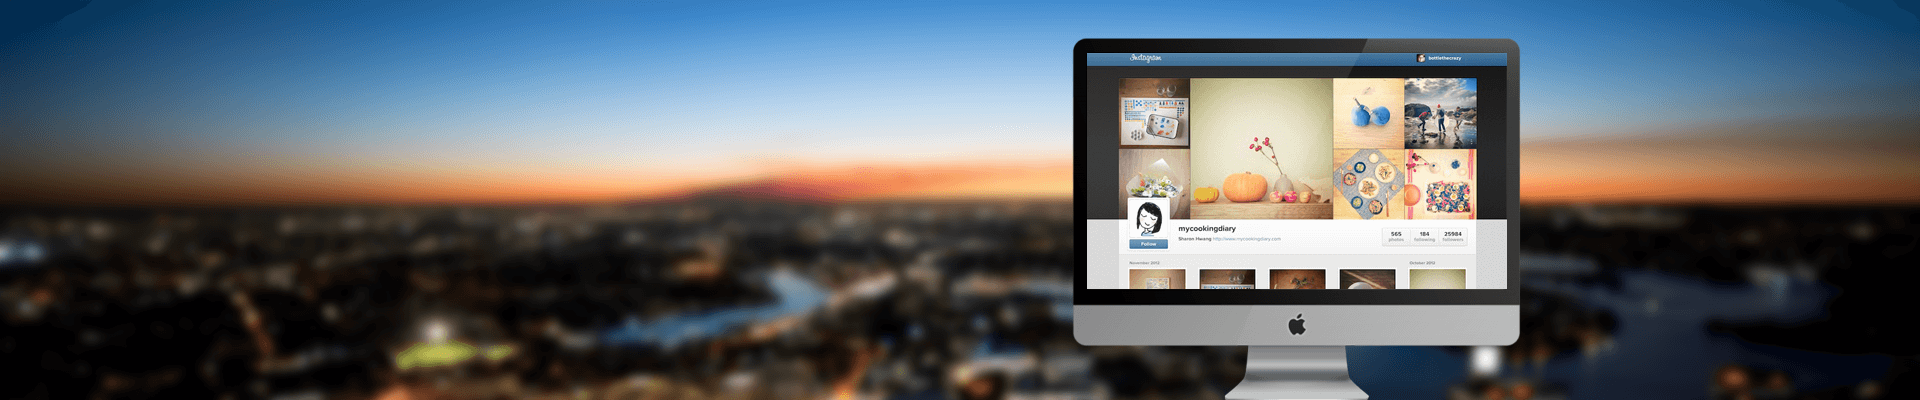 Instagram
bottlethecrazy
mycookingdiary
Sharon Hwang http://www.mycookingdiary.com
565 184 25984
photos following followers
Follow
November 2012 October 2012